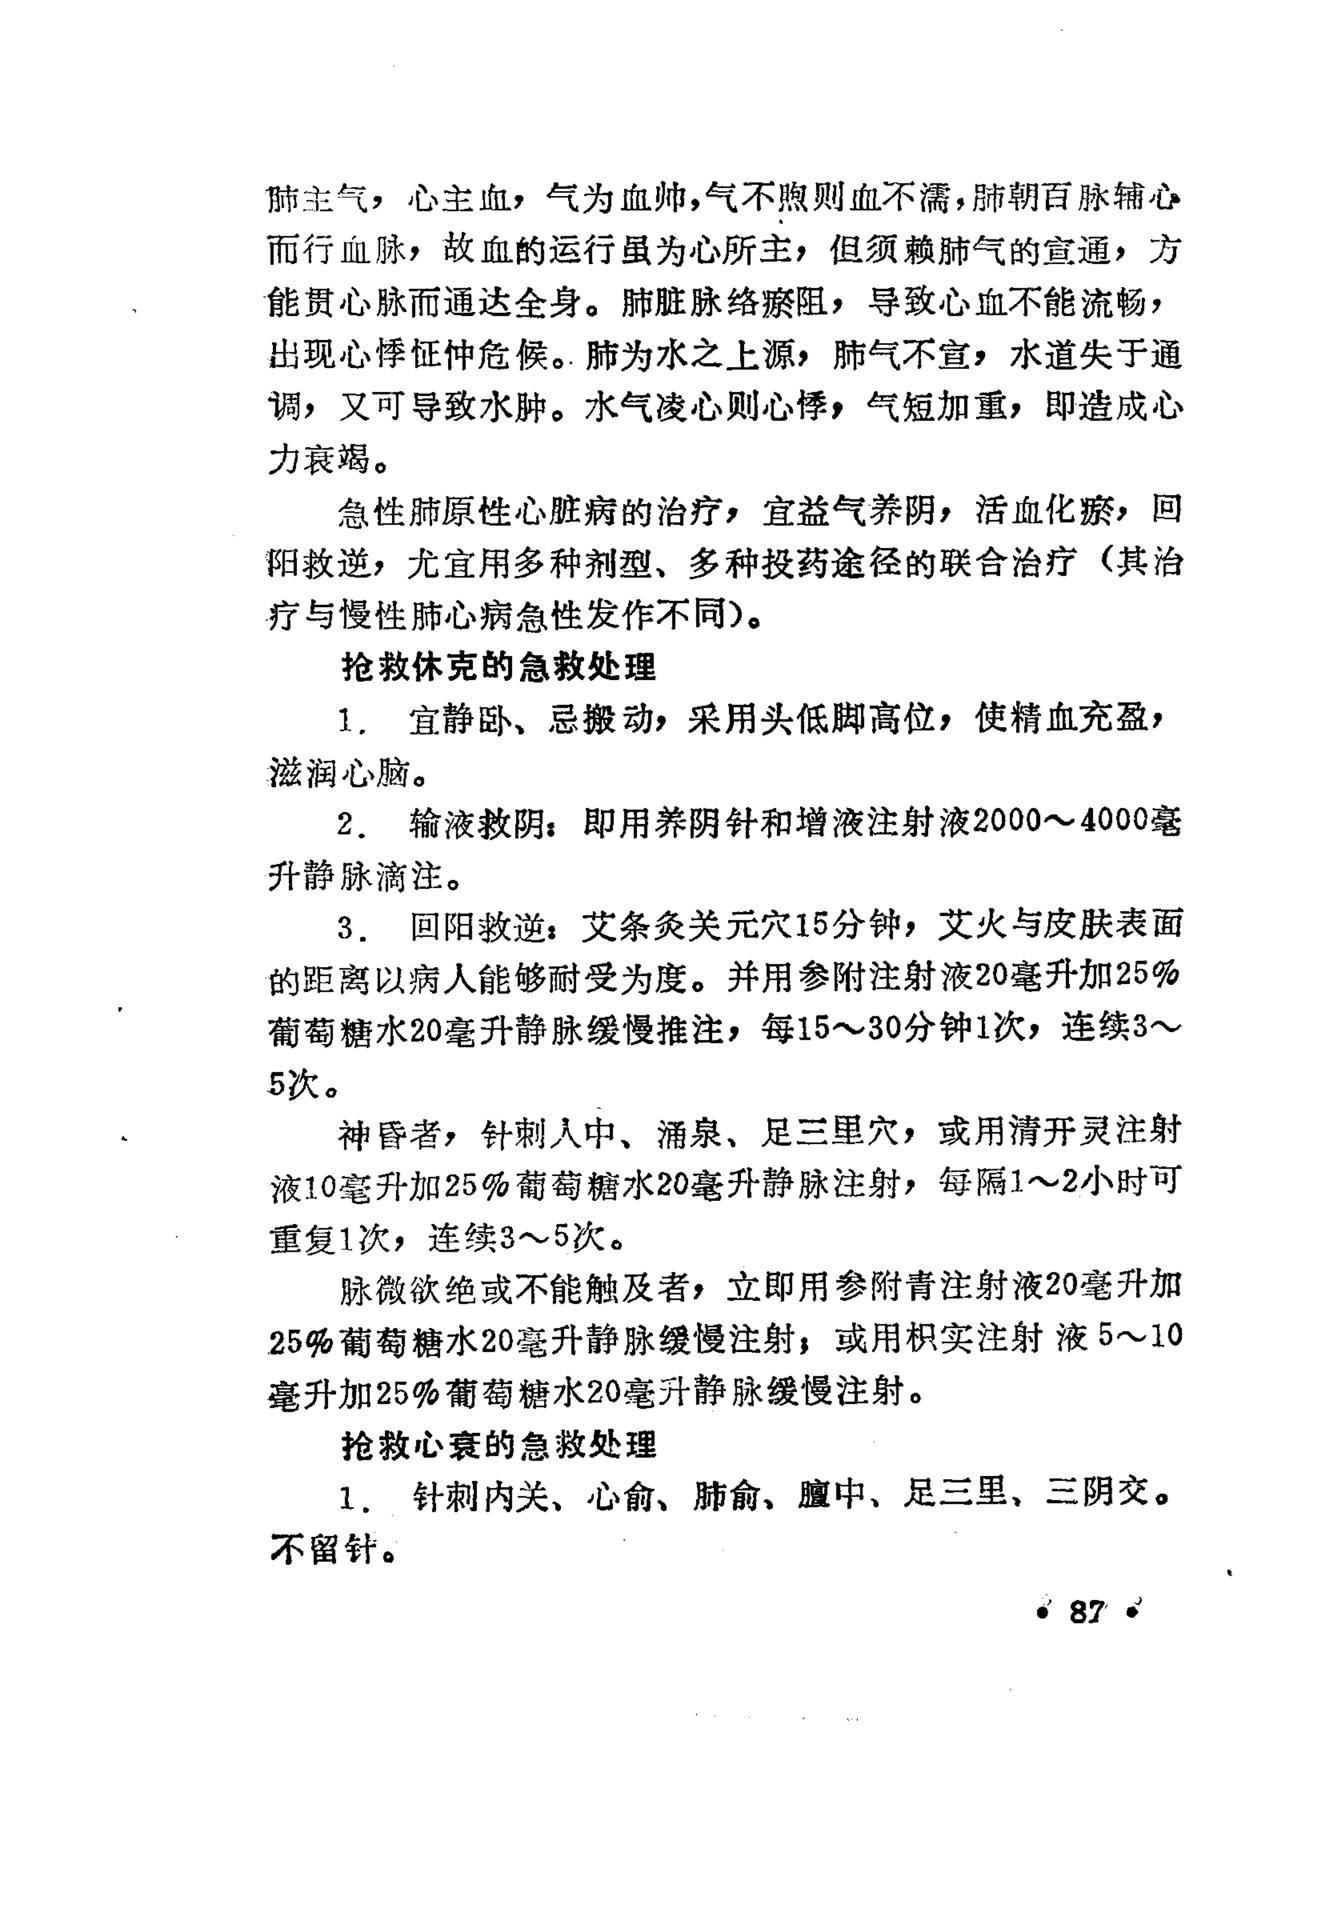 肺主气，心主血，气为血帅，气不煦则血不濡，肺朝百脉辅心
而行血脉，故血的运行虽为心所主，但须赖肺气的宣通，方
能贯心脉而通达全身。肺脏脉络瘀阻，导致心血不能流畅，
出现心悸怔忡危候。肺为水之上源，肺气不宣，水道失于通
调，又可导致水肿。水气凌心则心悸，气短加重，即造成心
力衰竭。
急性肺原性心脏病的治疗，宜益气养阴，活血化瘀，回
阳救逆，尤宜用多种剂型、多种投药途径的联合治疗（其治
疗与慢性肺心病急性发作不同）。
抢救休克的急救处理
1. 宜静卧、忌搬动，采用头低脚高位，使精血充盈，
滋润心脑。
2. 输液救阴：即用养阴针和增液注射液2000～4000毫
升静脉滴注。
3. 回阳救逆：艾条灸关元穴15分钟，艾火与皮肤表面
的距离以病人能够耐受为度。并用参附注射液20毫升加25%
葡萄糖水20毫升静脉缓慢推注，每15～30分钟1次，连续3～
5次。
神昏者，针刺人中、涌泉、足三里穴，或用清开灵注射
液10毫升加25%葡萄糖水20毫升静脉注射，每隔1～2小时可
重复1次，连续3～5次。
脉微欲绝或不能触及者，立即用参附青注射液20毫升加
25%葡萄糖水20毫升静脉缓慢注射；或用枳实注射液5～10
毫升加25%葡萄糖水20毫升静脉缓慢注射。
抢救心衰的急救处理
1. 针刺内关、心俞、肺俞、膻中、足三里、三阴交。
不留针。
• 87 •